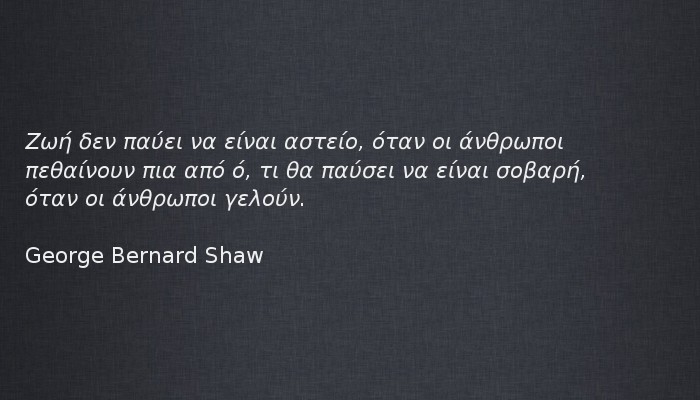 Ζωή δεν παύει να είναι αστείο, όταν οι άνθρωποι
πεθαίνουν πια από ό, τι θα παύσει να είναι σοβαρή,
όταν οι άνθρωποι γελούν.
George Bernard Shaw